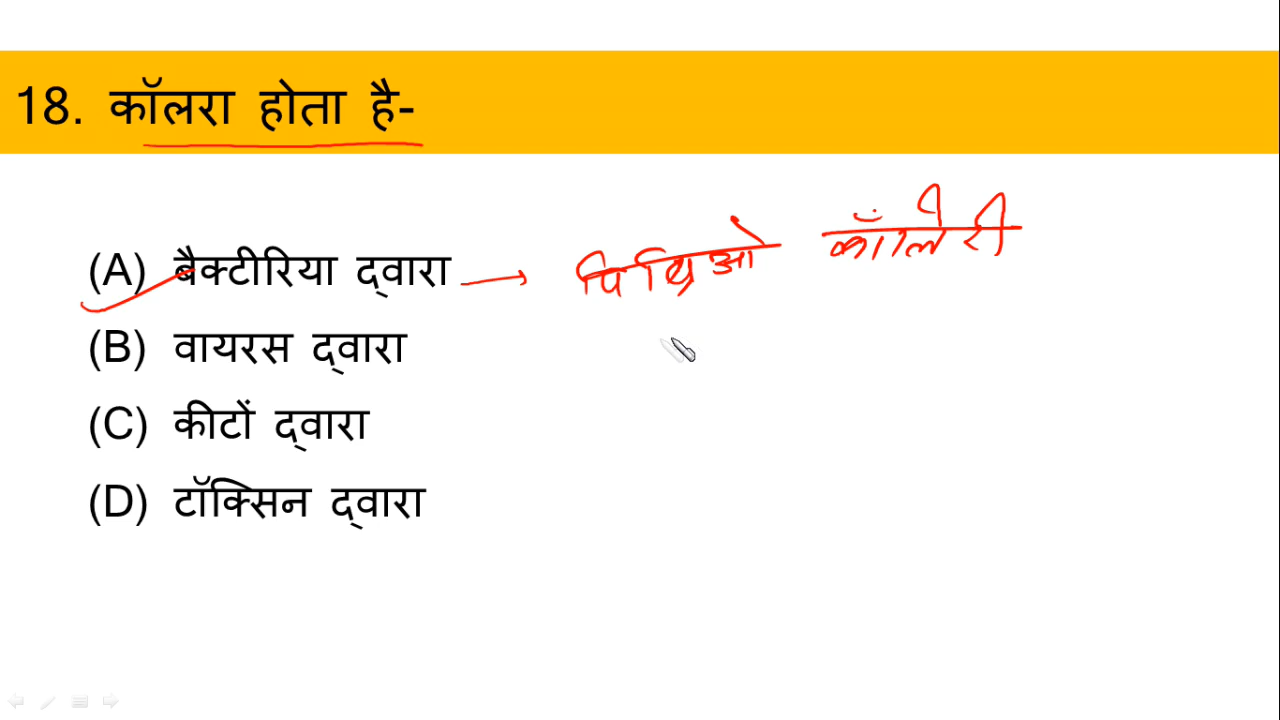 18. कॉलरा होता है-
(A) बैक्टीरिया द्वारा → विब्रिओ कॉलेरी
(B) वायरस द्वारा
(C) कीटों द्वारा
(D) टॉक्सिन द्वारा